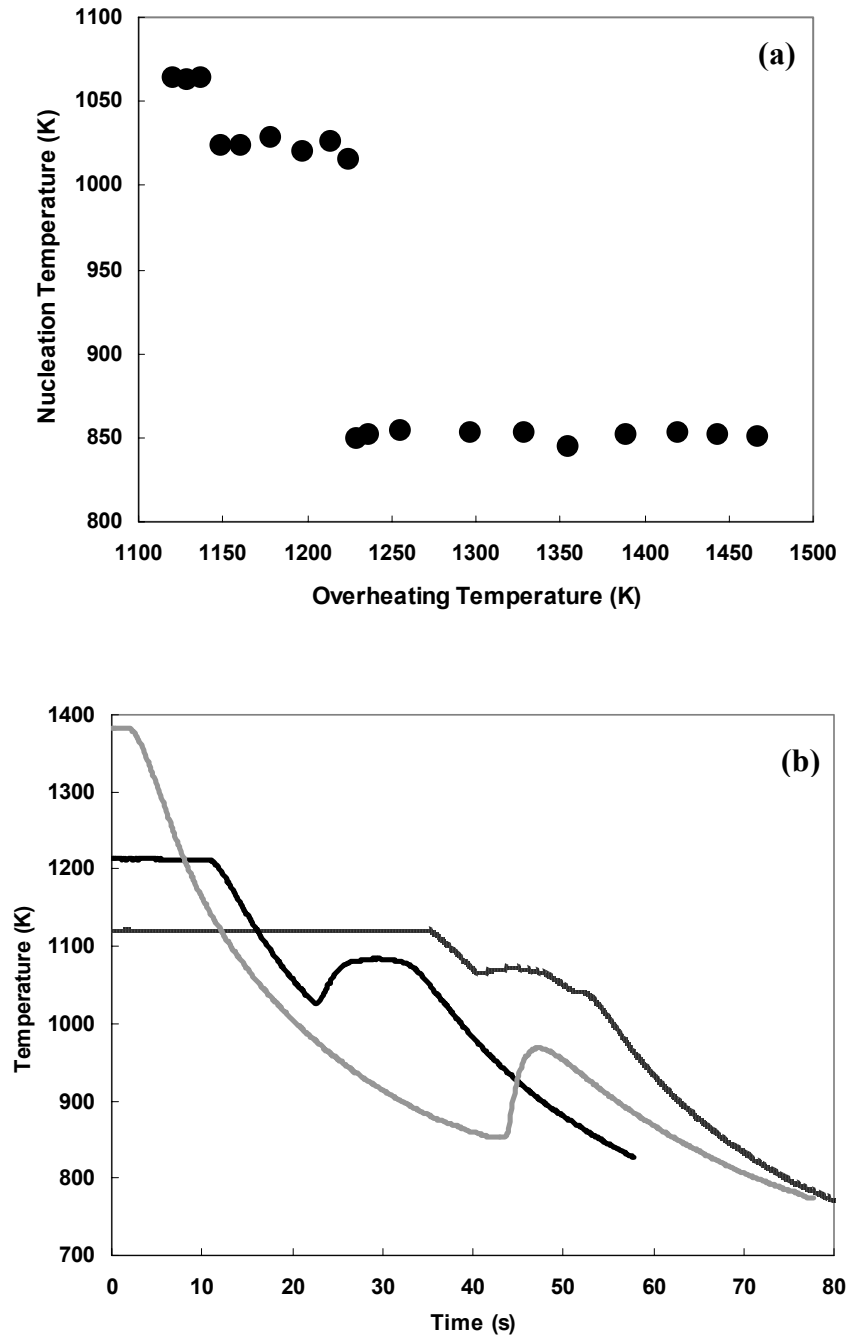 1100
(a)
1050
1000
950
900
850
800
Nucleation Temperature (K)
1100 1150 1200 1250 1300 1350 1400 1450 1500
Overheating Temperature (K)
1400
(b)
1300
1200
1100
1000
900
800
700
Temperature (K)
0 10 20 30 40 50 60 70 80
Time (s)